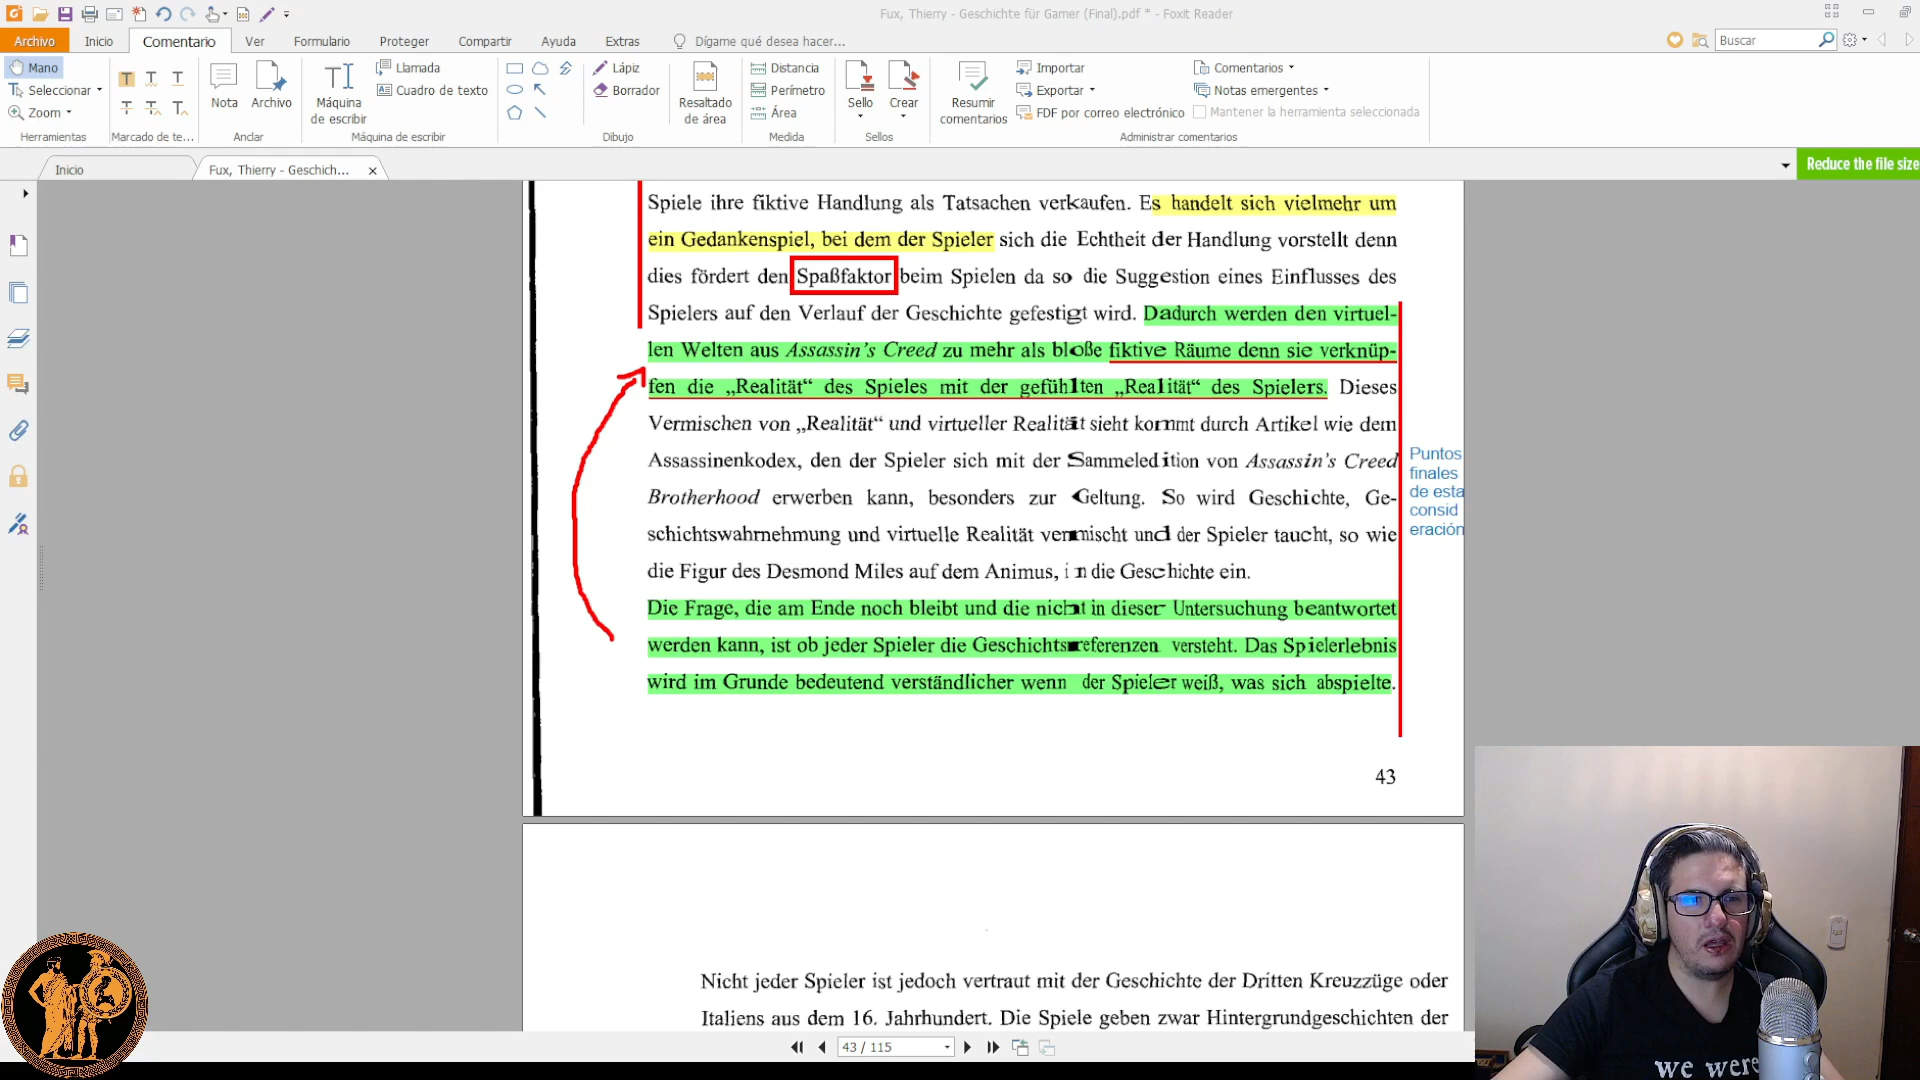 Fux, Thierry - Geschichte für Gamer (Final).pdf * - Foxit Reader
Archivo Inicio Comentario Ver Formulario Proteger Compartir Ayuda Extras Dígame qué desea hacer... Buscar
Mano
Seleccionar
Zoom
Herramientas
Marcado de te...
Nota
Archivo
Anclar
Máquina
de escribir
Llamada
Cuadro de texto
Máquina de escribir
Lápiz
Borrador
Dibujo
Resaltado
de área
Distancia
Perímetro
Área
Medida
Sello
Crear
Sellos
Resumir
comentarios
Importar
Exportar
FDF por correo electrónico
Comentarios
Notas emergentes
Mantener la herramienta seleccionada
Administrar comentarios
Inicio
Fux, Thierry - Geschich...
Reduce the file size
Spiele ihre fiktive Handlung als Tatsachen verkaufen. Es handelt sich vielmehr um
ein Gedankenspiel, bei dem der Spieler sich die Echtheit der Handlung vorstellt denn
dies fördert den Spaßfaktor beim Spielen da so die Suggestion eines Einflusses des
Spielers auf den Verlauf der Geschichte gefestigt wird. Dadurch werden den virtuel-
len Welten aus Assassin's Creed zu mehr als bloße fiktive Räume denn sie verknüp-
fen die „Realität“ des Spieles mit der gefühlten „Realität“ des Spielers. Dieses
Vermischen von „Realität“ und virtueller Realität sieht kommt durch Artikel wie dem
Assassinenkodex, den der Spieler sich mit der Sammeledition von Assassin's Creed
Brotherhood erwerben kann, besonders zur Geltung. So wird Geschichte, Ge-
schichtswahrnehmung und virtuelle Realität vermischt und der Spieler taucht, so wie
die Figur des Desmond Miles auf dem Animus, in die Geschichte ein.
Die Frage, die am Ende noch bleibt und die nicht in dieser Untersuchung beantwortet
werden kann, ist ob jeder Spieler die Geschichtsreferenzen versteht. Das Spielerlebnis
wird im Grunde bedeutend verständlicher wenn der Spieler weiß, was sich abspielte.
Puntos
finales
de esta
consid
eración
43
Nicht jeder Spieler ist jedoch vertraut mit der Geschichte der Dritten Kreuzzüge oder
Italiens aus dem 16. Jahrhundert. Die Spiele geben zwar Hintergrundgeschichten der
43 / 115
we were